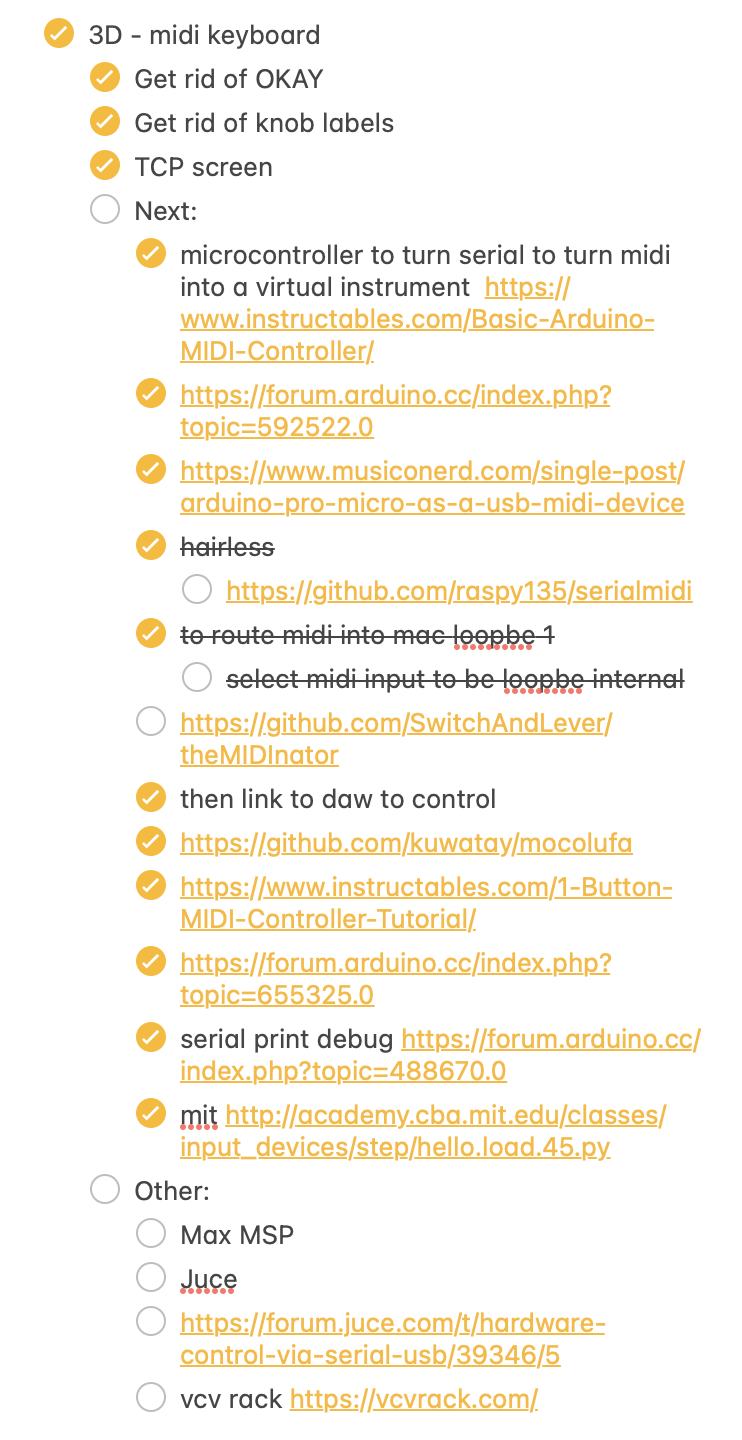 3D - midi keyboard
Get rid of OKAY
Get rid of knob labels
TCP screen
Next:
microcontroller to turn serial to turn midi
into a virtual instrument  https://
www.instructables.com/Basic-Arduino-
MIDI-Controller/
https://forum.arduino.cc/index.php?
topic=592522.0
https://www.musiconerd.com/single-post/
arduino-pro-micro-as-a-usb-midi-device
hairless
https://github.com/raspy135/serialmidi
to route midi into mac loopbe 1
select midi input to be loopbe internal
https://github.com/SwitchAndLever/
theMIDInator
then link to daw to control
https://github.com/kuwatay/mocolufa
https://www.instructables.com/1-Button-
MIDI-Controller-Tutorial/
https://forum.arduino.cc/index.php?
topic=655325.0
serial print debug https://forum.arduino.cc/
index.php?topic=488670.0
mit http://academy.cba.mit.edu/classes/
input_devices/step/hello.load.45.py
Other:
Max MSP
Juce
https://forum.juce.com/t/hardware-
control-via-serial-usb/39346/5
vcv rack https://vcvrack.com/